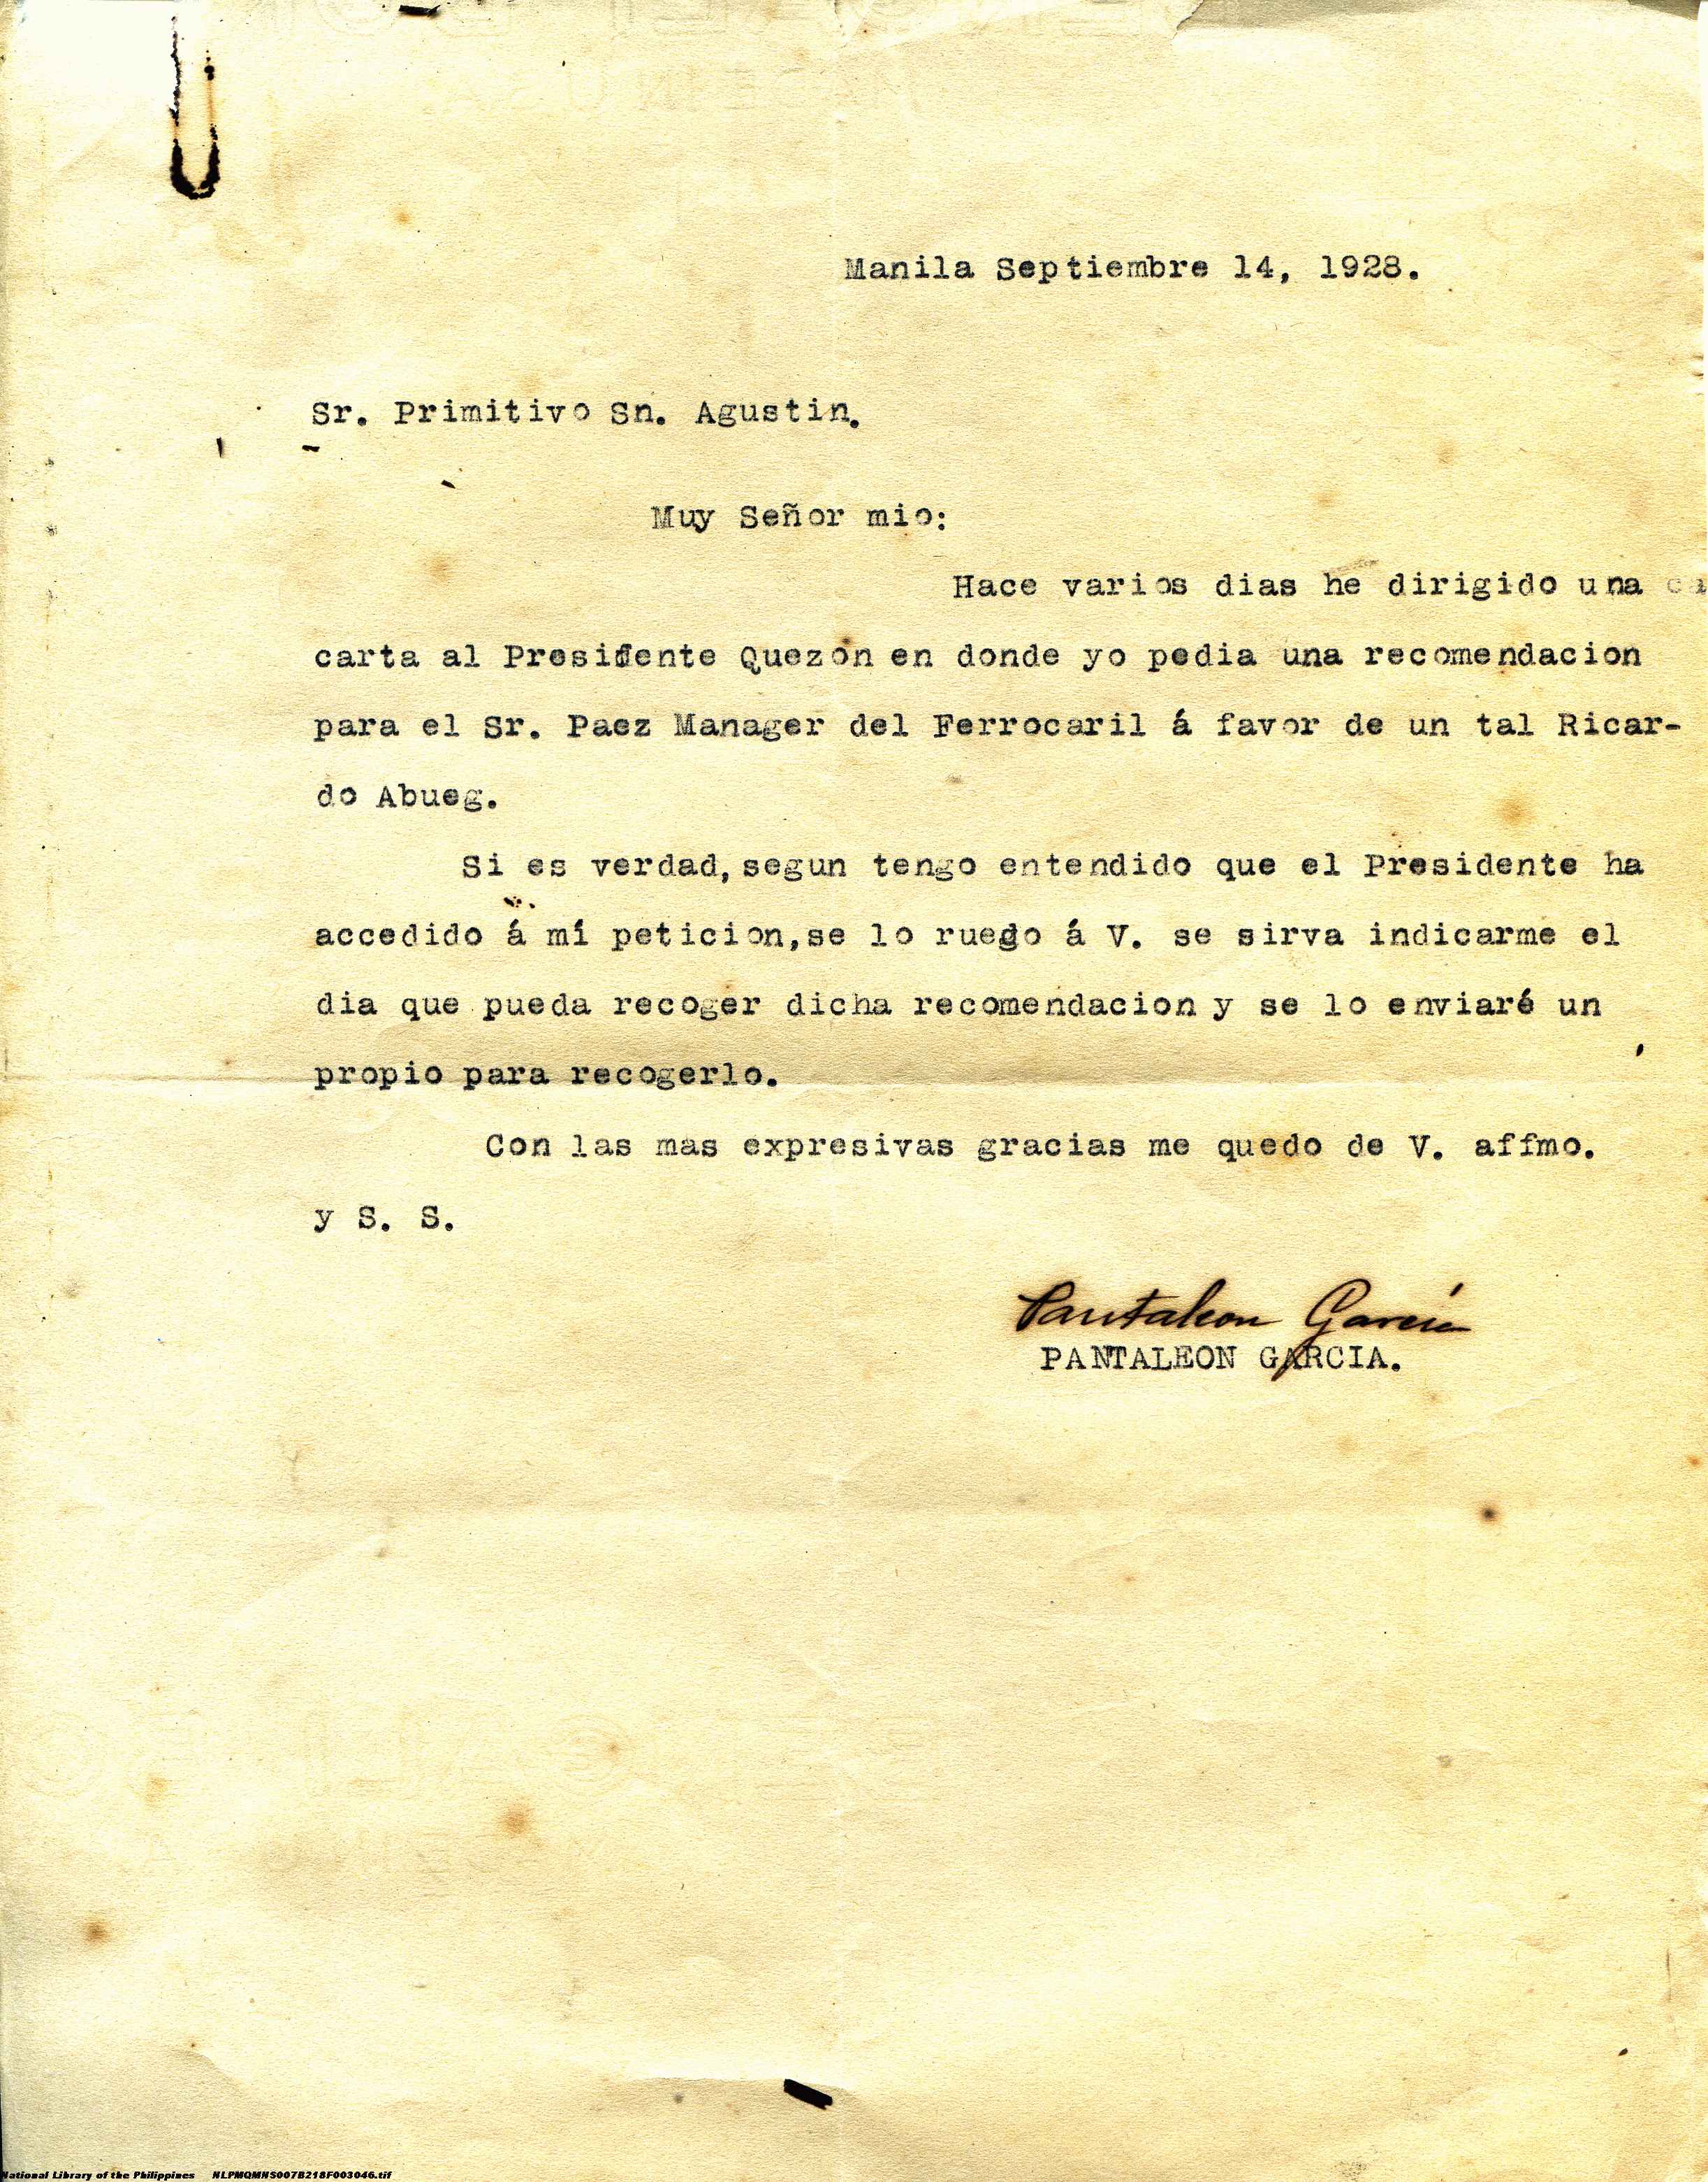 Manila Septiembre 14, 1928.
Sr. Primitivo Sn. Agustin.
Muy Señor mio:
Hace varios dias he dirigido una ca
carta al Presidente Quezon en donde yo pedia una recomendacion
para el Sr. Paez Manager del Ferrocaril á favor de un tal Ricar-
do Abueg.
Si es verdad, segun tengo entendido que el Presidente ha
accedido á mí peticion, se lo ruego á V. se sirva indicarme el
dia que pueda recoger dicha recomendacion y se lo enviaré un
propio para recogerlo.
Con las mas expresivas gracias me quedo de V. affmo.
y S. S.
Pantaleon García
PANTALEON GARCIA.
National Library of the Philippines NLPMQMNS007B218F003046.tif